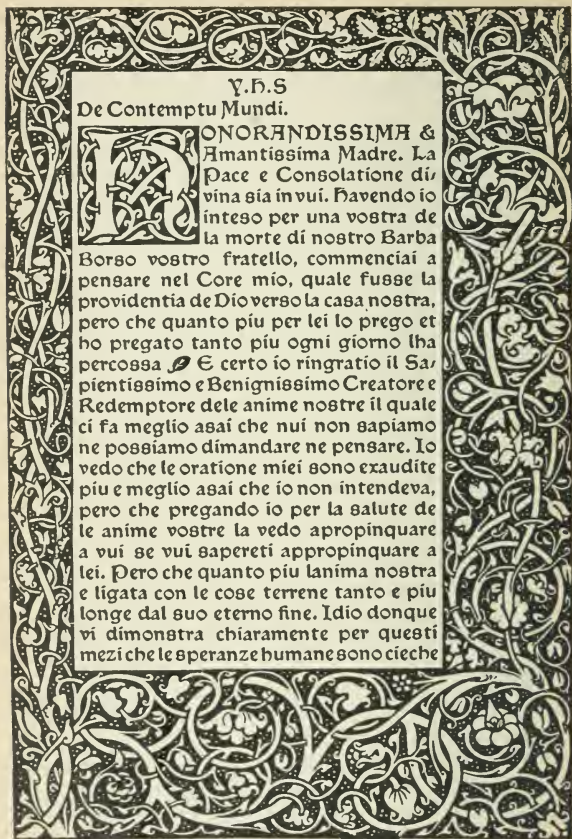 Y.H.S
De Contemptu Mundi.
HONORANDISSIMA &
Amantissima Madre. La
Pace e Consolatione di,
vina sia in vui. Havendo io
inteso per una vostra de
la morte di nostro Barba
Borso vostro fratello, commenciai a
pensare nel Core mio, quale fusse la
providentia de Dio verso la casa nostra,
pero che quanto piu per lei lo prego et
ho pregato tanto piu ogni giorno lha
percossa E certo io ringratio il Sa,
pientissimo e Benignissimo Creatore e
Redemptore dele anime nostre il quale
ci fa meglio asai che nui non sapiamo
ne possiamo dimandare ne pensare. Io
vedo che le oratione miei sono exaudite
piu e meglio asai che io non intendeva,
pero che pregando io per la salute de
le anime vostre la vedo apropinquare
a vui se vui sapereti appropinquare a
lei. Pero che quanto piu lanima nostra
e ligata con le cose terrene tanto e piu
longe dal suo eterno fine. Idio donque
vi dimonstra chiaramente per questi
mezi che le speranze humane sono cieche